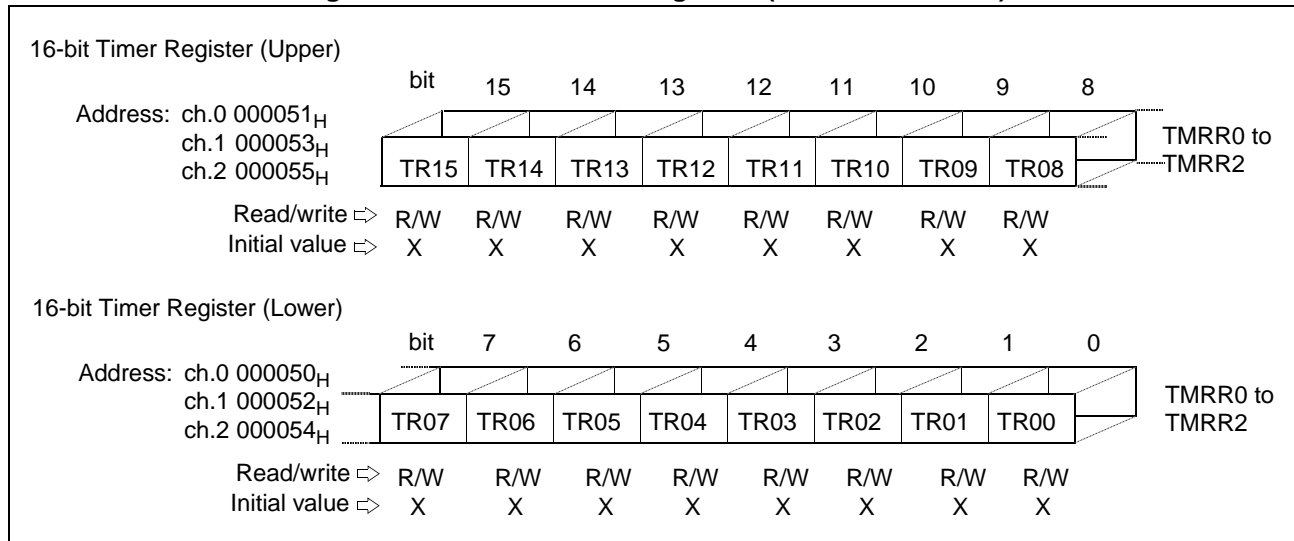 16-bit Timer Register (Upper)
bit 15 14 13 12 11 10 9 8
Address: ch.0 000051H
ch.1 000053H
ch.2 000055H
TR15 TR14 TR13 TR12 TR11 TR10 TR09 TR08
TMRR0 to
TMRR2
Read/write ⇨ R/W R/W R/W R/W R/W R/W R/W R/W
Initial value ⇨ X X X X X X X X
16-bit Timer Register (Lower)
bit 7 6 5 4 3 2 1 0
Address: ch.0 000050H
ch.1 000052H
ch.2 000054H
TR07 TR06 TR05 TR04 TR03 TR02 TR01 TR00
TMRR0 to
TMRR2
Read/write ⇨ R/W R/W R/W R/W R/W R/W R/W R/W
Initial value ⇨ X X X X X X X X